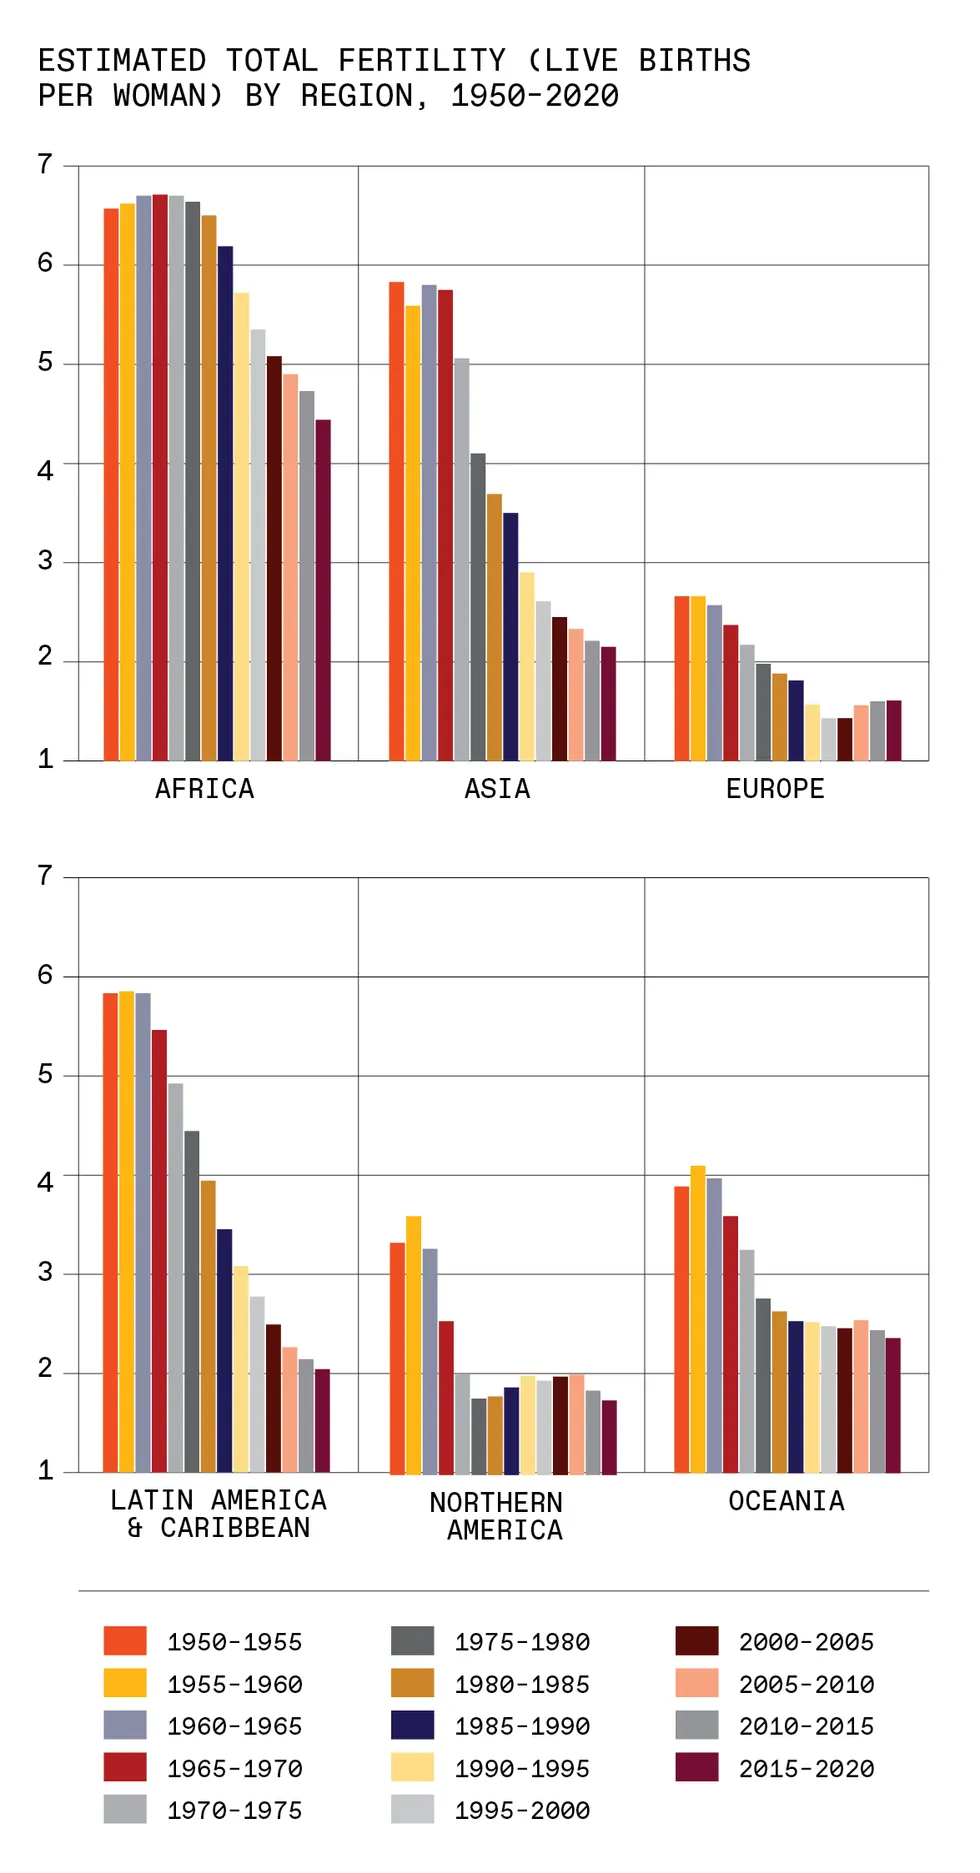 ESTIMATED TOTAL FERTILITY (LIVE BIRTHS
PER WOMAN) BY REGION, 1950-2020
7
6
5
4
3
2
1
AFRICA
ASIA
EUROPE
7
6
5
4
3
2
1
LATIN AMERICA
& CARIBBEAN
NORTHERN
AMERICA
OCEANIA
1950-1955
1955-1960
1960-1965
1965-1970
1970-1975
1975-1980
1980-1985
1985-1990
1990-1995
1995-2000
2000-2005
2005-2010
2010-2015
2015-2020